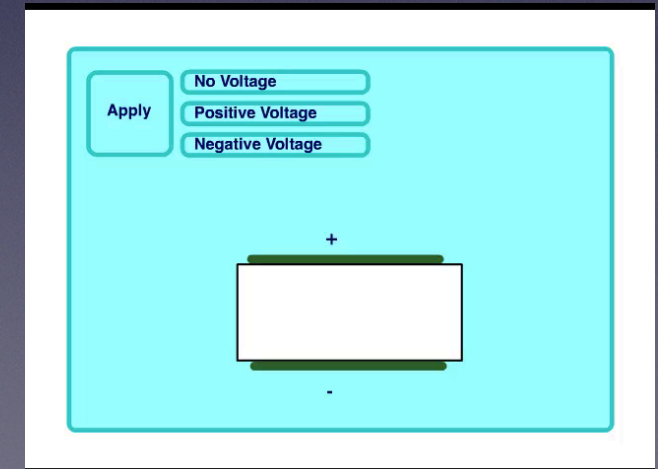 No Voltage
Apply
Positive Voltage
Negative Voltage
+
-